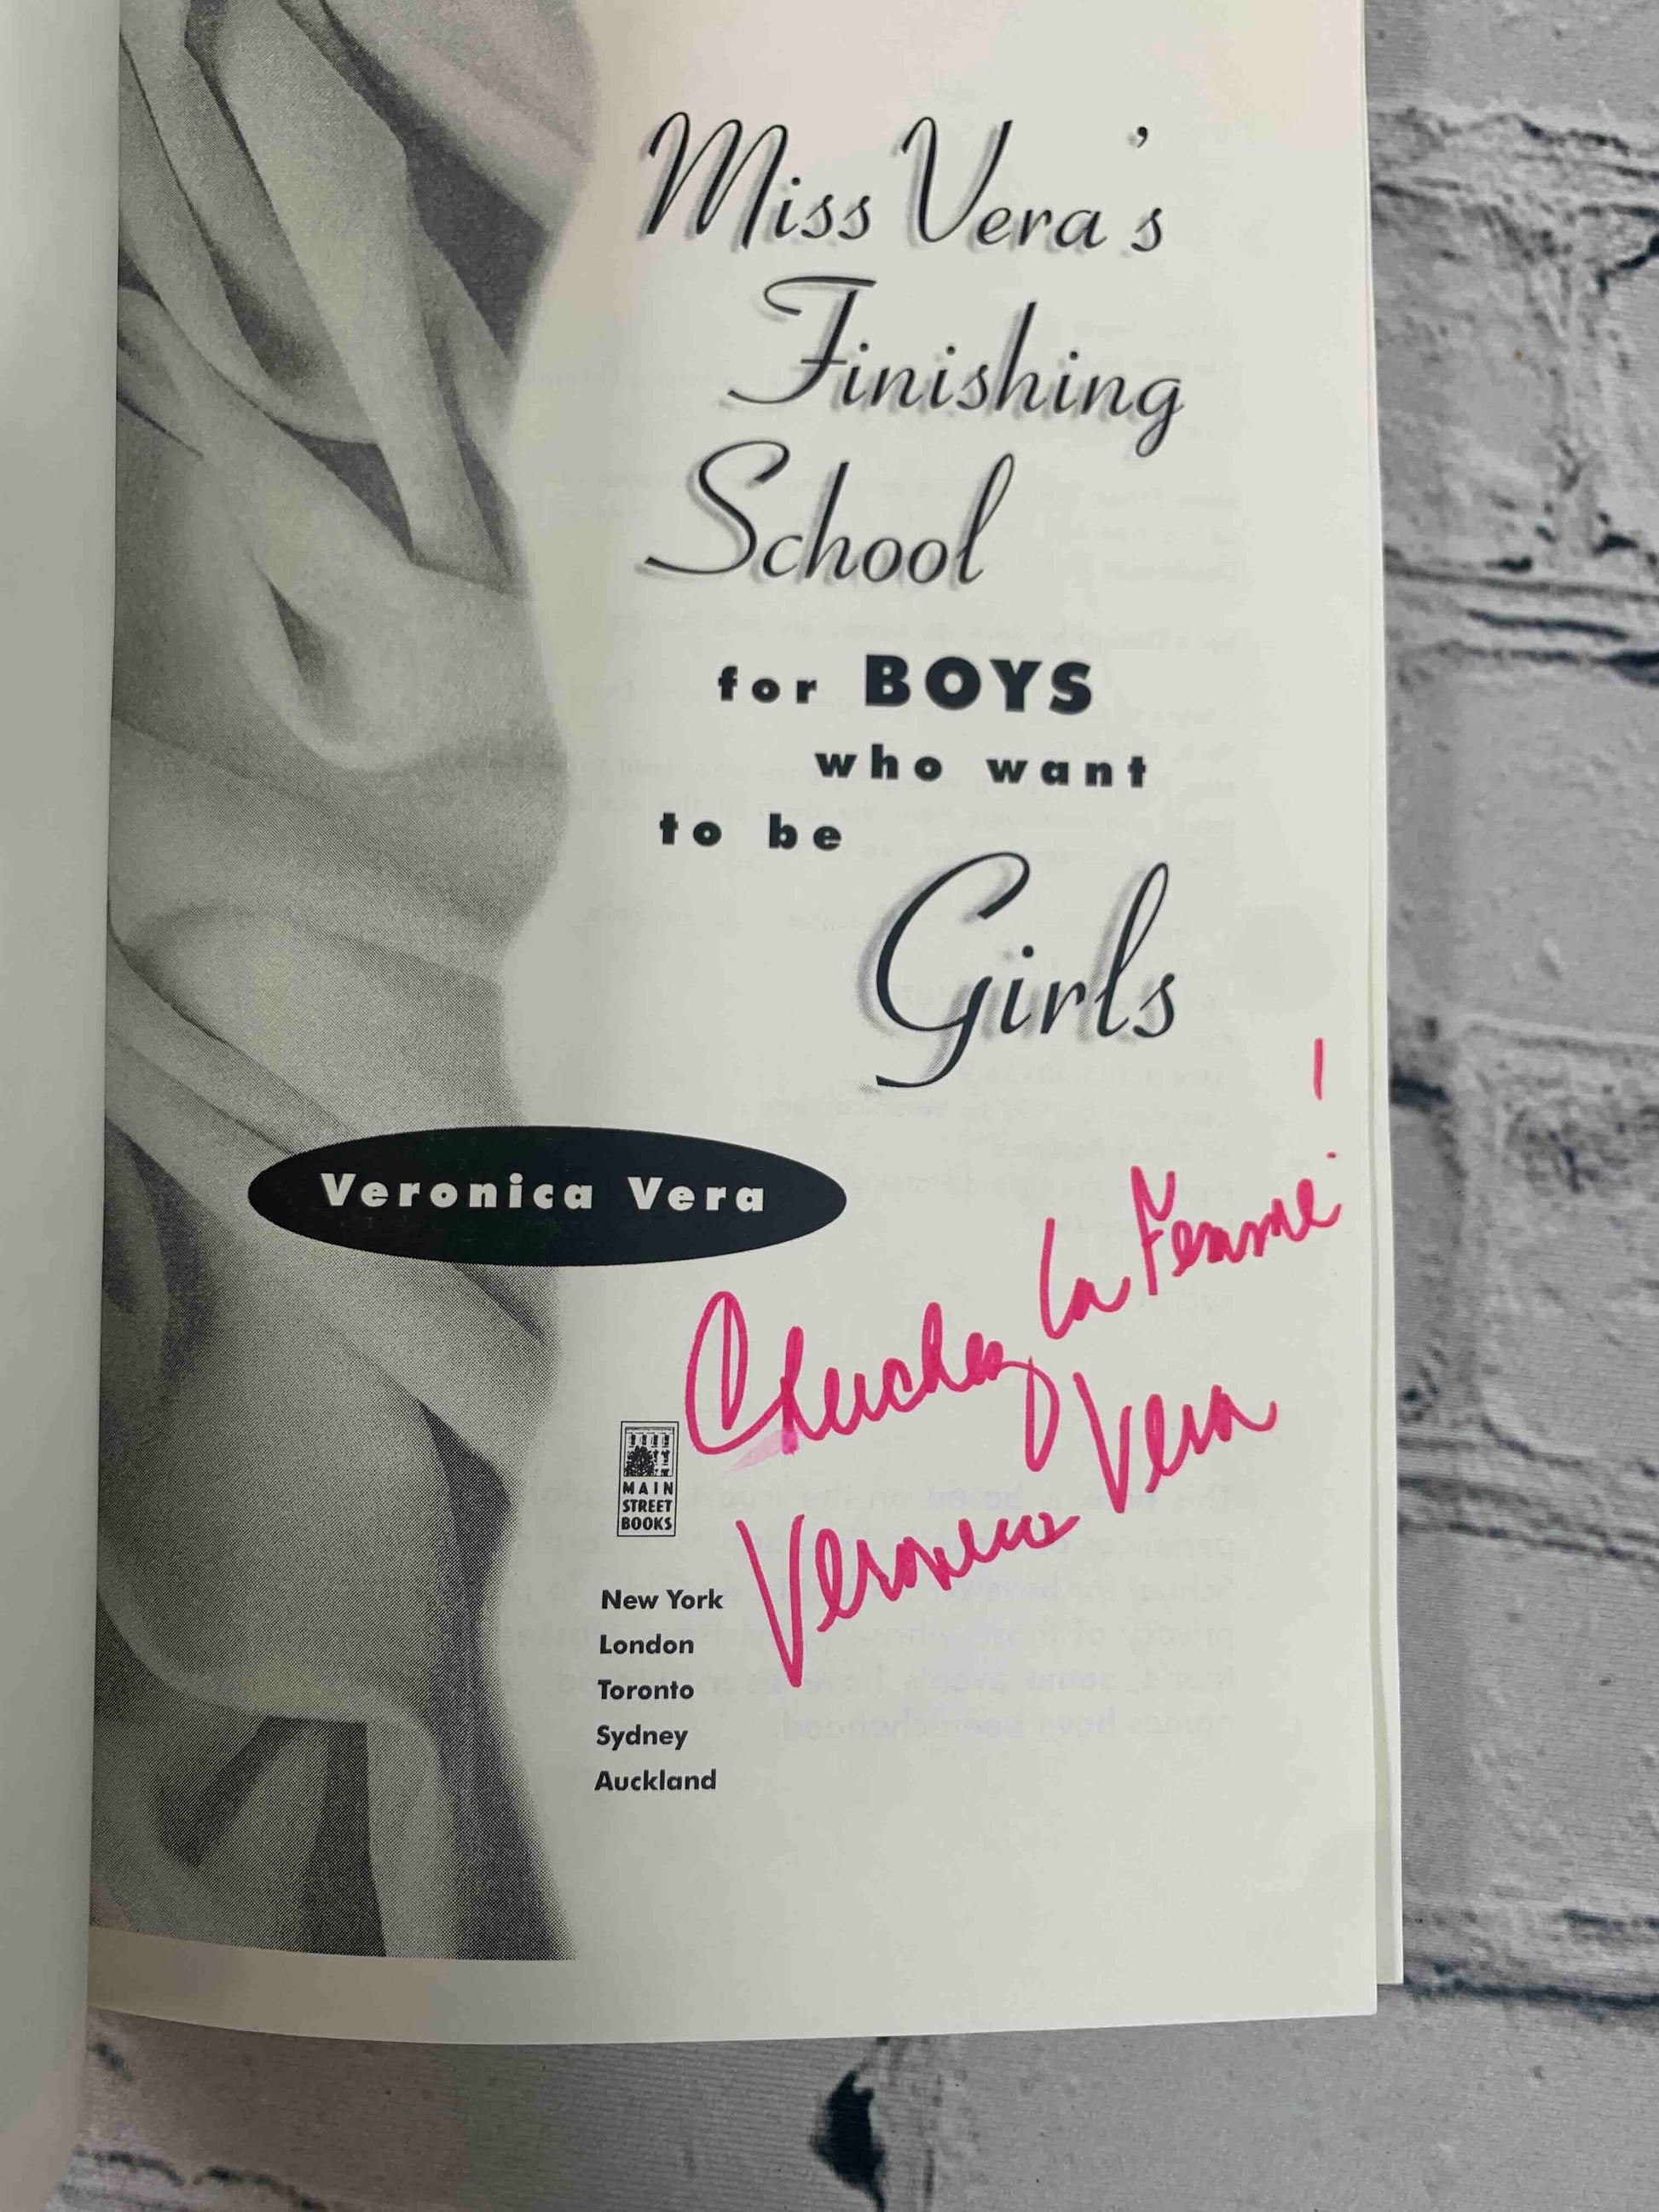 Miss Vera's
Finishing
School
for BOYS
who want
to be
Girls
Veronica Vera
Cherchez La Femme!
Veronica Vera
MAIN
STREET
BOOKS
New York
London
Toronto
Sydney
Auckland